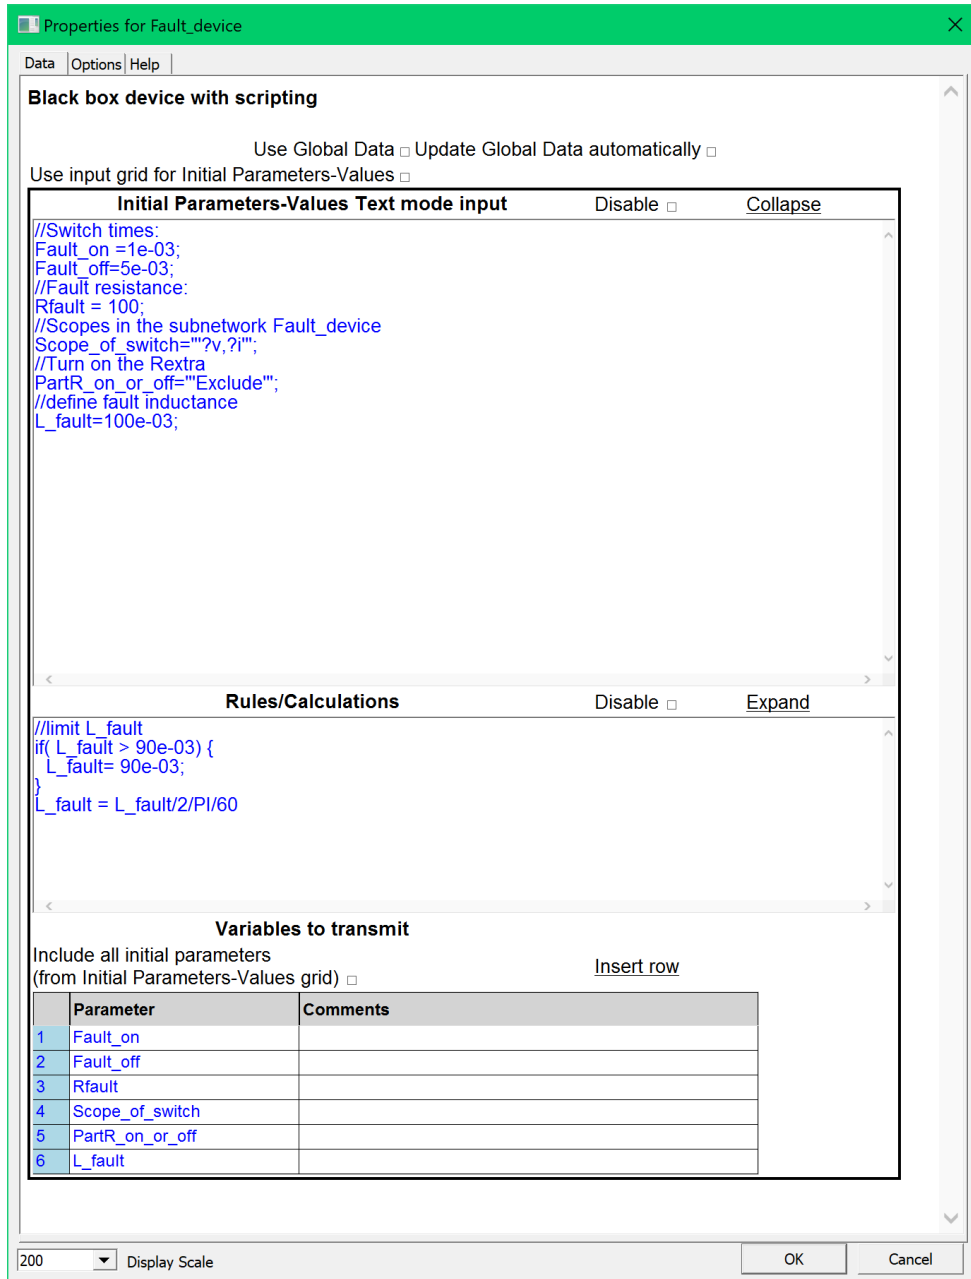 Properties for Fault_device
Data Options Help
Black box device with scripting
Use Global Data Update Global Data automatically
Use input grid for Initial Parameters-Values
Initial Parameters-Values Text mode input Disable Collapse
//Switch times:
Fault_on =1e-03;
Fault_off=5e-03;
//Fault resistance:
Rfault = 100;
//Scopes in the subnetwork Fault_device
Scope_of_switch="'?v,?i'";
//Turn on the Rextra
PartR_on_or_off="'Exclude'";
//define fault inductance
L_fault=100e-03;
Rules/Calculations Disable Expand
//limit L_fault
if( L_fault > 90e-03) {
L_fault= 90e-03;
}
L_fault = L_fault/2/PI/60
Variables to transmit
Include all initial parameters
(from Initial Parameters-Values grid) Insert row
Parameter Comments
1 Fault_on
2 Fault_off
3 Rfault
4 Scope_of_switch
5 PartR_on_or_off
6 L_fault
200 Display Scale OK Cancel